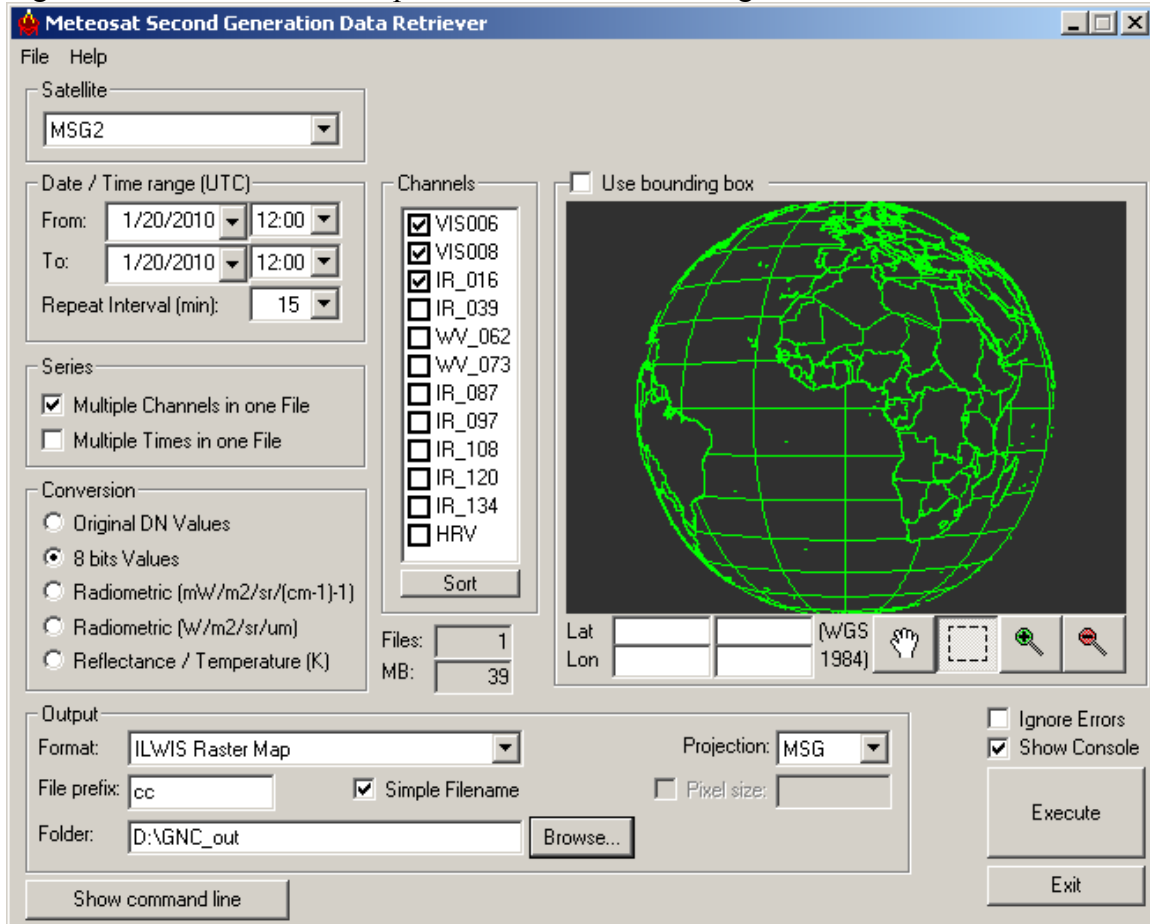 Meteosat Second Generation Data Retriever
File Help
Satellite
MSG2
Date / Time range (UTC)
From: 1/20/2010 12:00
To: 1/20/2010 12:00
Repeat Interval (min): 15
Series
Multiple Channels in one File
Multiple Times in one File
Conversion
Original DN Values
8 bits Values
Radiometric (mW/m2/sr/(cm-1)-1)
Radiometric (W/m2/sr/um)
Reflectance / Temperature (K)
Channels
VIS006
VIS008
IR_016
IR_039
WV_062
WV_073
IR_087
IR_097
IR_108
IR_120
IR_134
HRV
Sort
Files: 1
MB: 39
Use bounding box
Lat
Lon
(WGS
1984)
Output
Format: ILWIS Raster Map
Projection: MSG
File prefix: cc
Simple Filename
Pixel size:
Folder: D:\GNC_out
Browse...
Ignore Errors
Show Console
Execute
Exit
Show command line